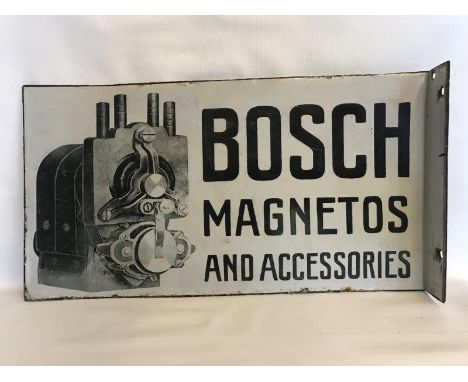 BOSCH
MAGNETOS
AND ACCESSORIES